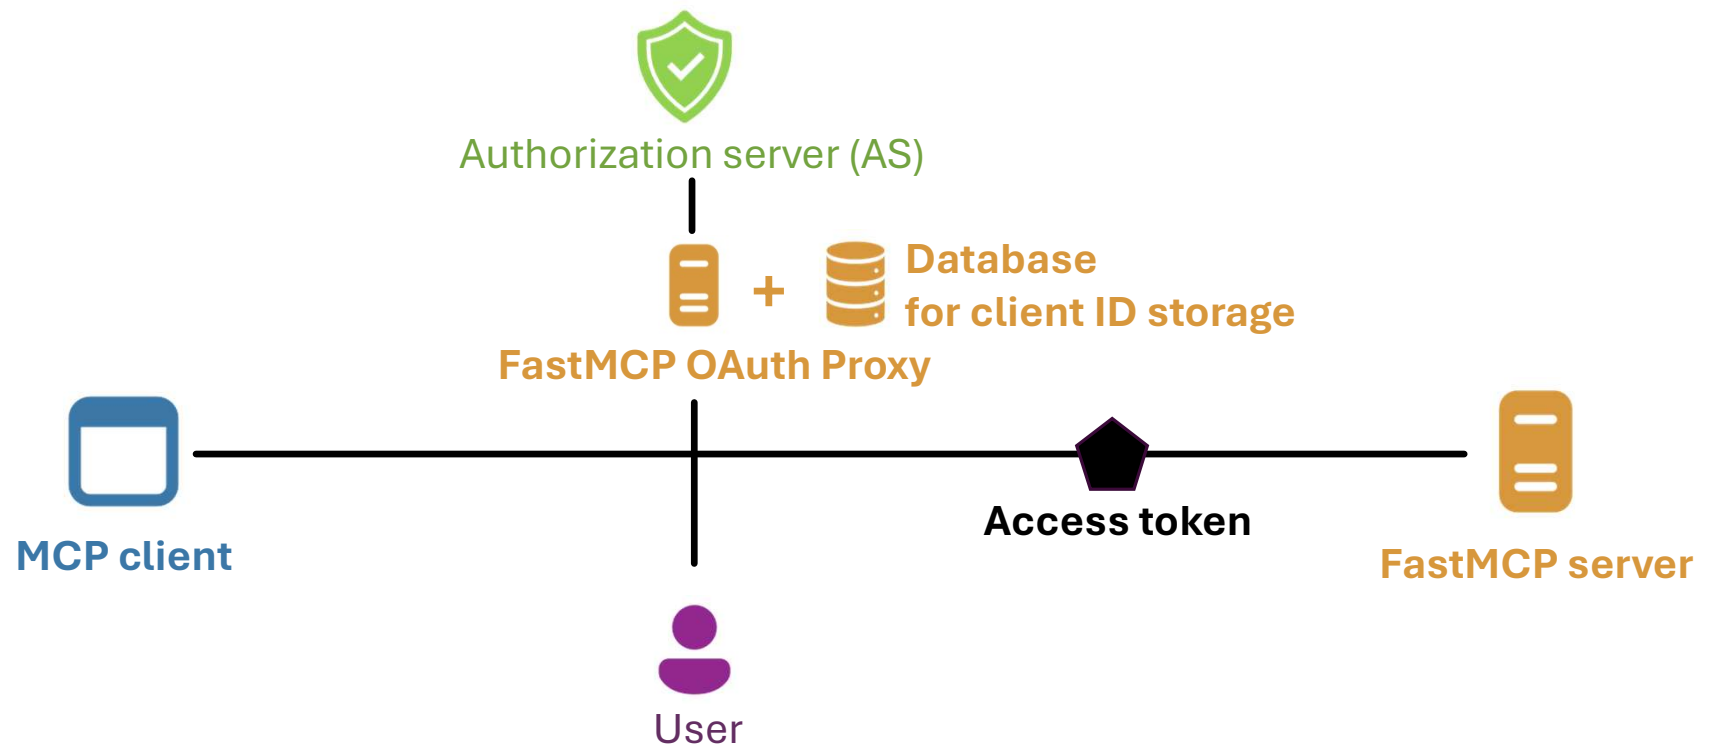 Authorization server (AS)
Database
for client ID storage
+
FastMCP OAuth Proxy
MCP client
Access token
FastMCP server
User